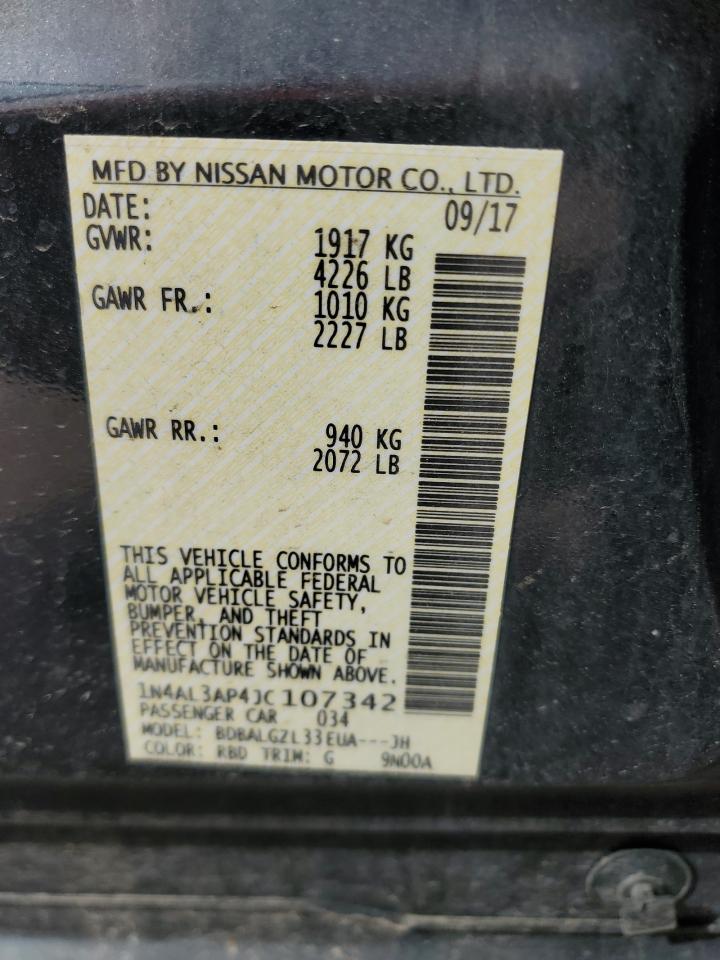 MFD BY NISSAN MOTOR CO., LTD.
DATE: 09/17
GVWR: 1917 KG
4226 LB
GAWR FR.: 1010 KG
2227 LB
GAWR RR.: 940 KG
2072 LB
THIS VEHICLE CONFORMS TO
ALL APPLICABLE FEDERAL
MOTOR VEHICLE SAFETY,
BUMPER, AND THEFT
PREVENTION STANDARDS IN
EFFECT ON THE DATE OF
MANUFACTURE SHOWN ABOVE.
1N4AL3AP4JC107342
PASSENGER CAR 034
MODEL: BDBALGZL33EUA---JH
COLOR: RBD TRIM: G 9N00A